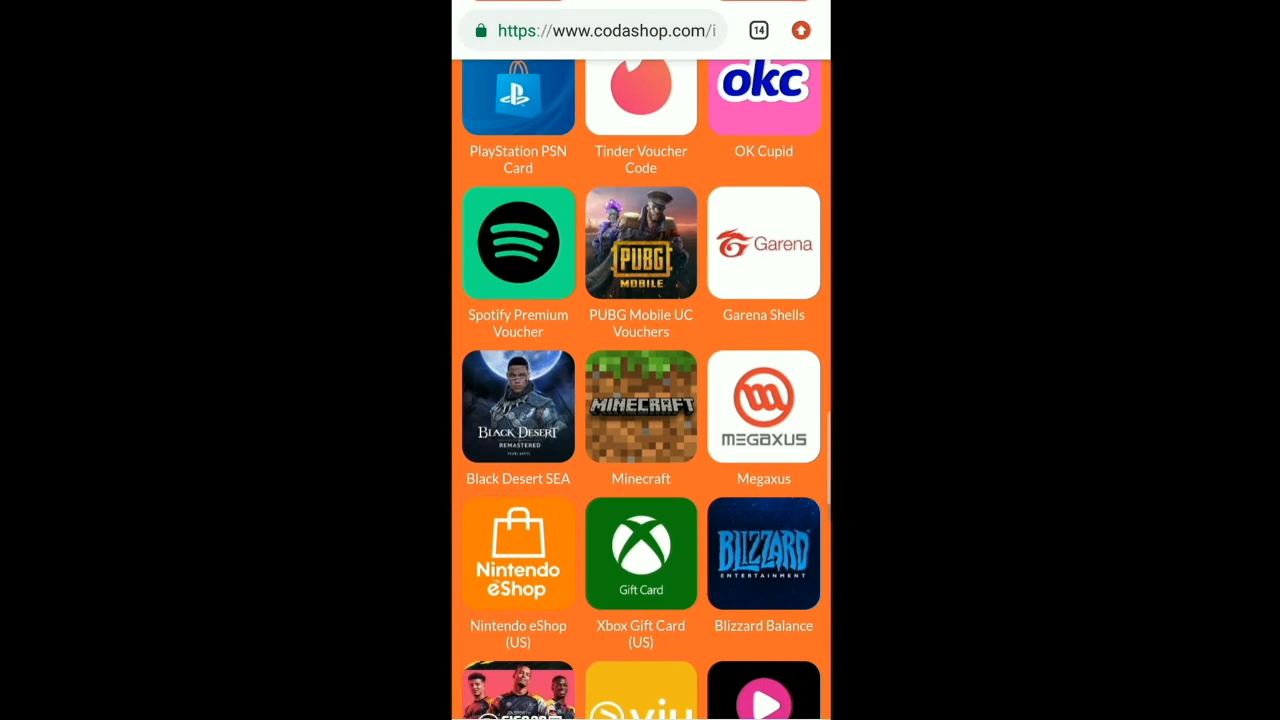 https://www.codashop.com/i
14
okc
PlayStation PSN
Card
Tinder Voucher
Code
OK Cupid
PUBG
MOBILE
Garena
Spotify Premium
Voucher
PUBG Mobile UC
Vouchers
Garena Shells
BLACK DESERT
REMASTERED
MINECRAFT
MEGAXUS
Black Desert SEA
Minecraft
Megaxus
Nintendo
eShop
Gift Card
BLIZZARD
ENTERTAINMENT
Nintendo eShop
(US)
Xbox Gift Card
(US)
Blizzard Balance
viu